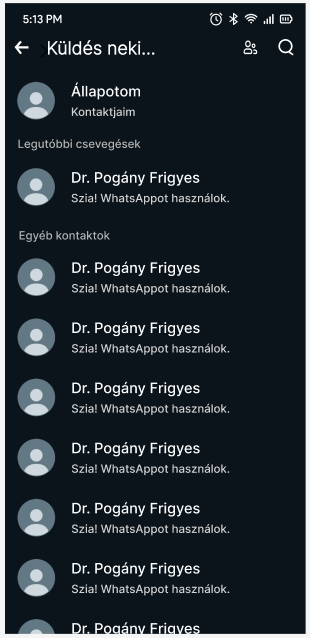 5:13 PM
Küldés neki...
Állapotom
Kontaktjaim
Legutóbbi csevegések
Dr. Pogány Frigyes
Szia! WhatsAppot használok.
Egyéb kontaktok
Dr. Pogány Frigyes
Szia! WhatsAppot használok.
Dr. Pogány Frigyes
Szia! WhatsAppot használok.
Dr. Pogány Frigyes
Szia! WhatsAppot használok.
Dr. Pogány Frigyes
Szia! WhatsAppot használok.
Dr. Pogány Frigyes
Szia! WhatsAppot használok.
Dr. Pogány Frigyes
Szia! WhatsAppot használok.
Dr. Pogány Frigyes